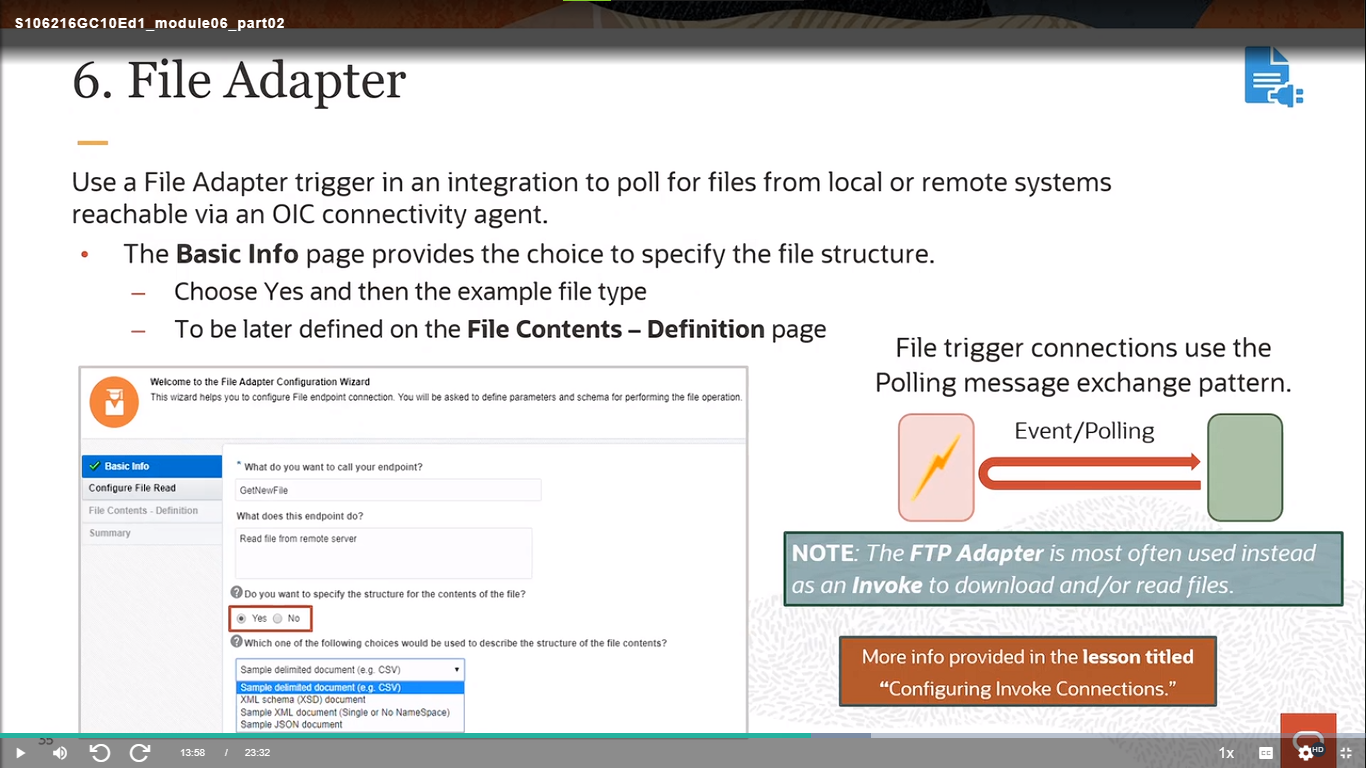 S106216GC10Ed1_module06_part02
6. File Adapter
Use a File Adapter trigger in an integration to poll for files from local or remote systems
reachable via an OIC connectivity agent.
• The Basic Info page provides the choice to specify the file structure.
– Choose Yes and then the example file type
– To be later defined on the File Contents – Definition page
File trigger connections use the
Polling message exchange pattern.
Event/Polling
NOTE: The FTP Adapter is most often used instead
as an Invoke to download and/or read files.
More info provided in the lesson titled
“Configuring Invoke Connections.”
Welcome to the File Adapter Configuration Wizard
This wizard helps you to configure File endpoint connection. You will be asked to define parameters and schema for performing the file operation.
Basic Info
Configure File Read
File Contents - Definition
Summary
* What do you want to call your endpoint?
GetNewFile
What does this endpoint do?
Read file from remote server
Do you want to specify the structure for the contents of the file?
Yes No
Which one of the following choices would be used to describe the structure of the file contents?
Sample delimited document (e.g. CSV)
Sample delimited document (e.g. CSV)
XML schema (XSD) document
Sample XML document (Single or No NameSpace)
Sample JSON document
13:58 / 23:32
1x
CC
HD